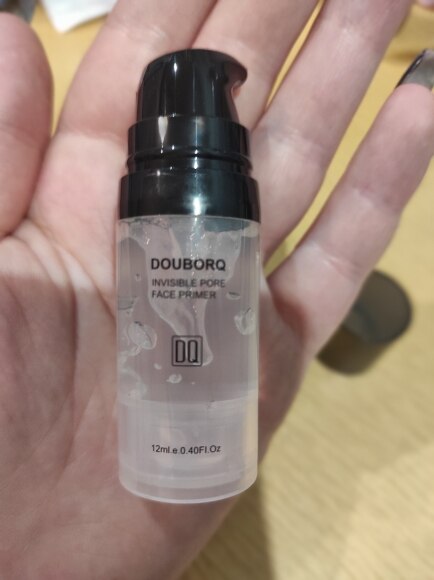 DOUBORQ
INVISIBLE PORE
FACE PRIMER
DQ
12ml.e.0.40Fl.Oz